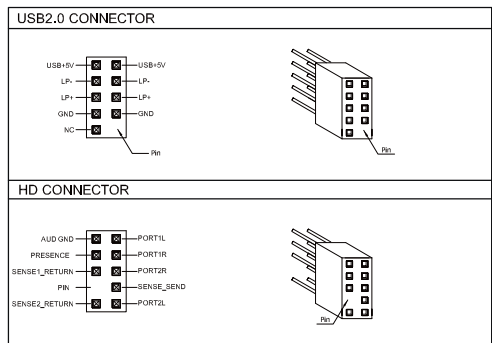 USB2.0 CONNECTOR
USB+5V USB+5V
LP- LP-
LP+ LP+
GND GND
NC
Pin
Pin
HD CONNECTOR
AUD GND PORT1L
PRESENCE PORT1R
SENSE1_RETURN PORT2R
PIN SENSE_SEND
SENSE2_RETURN PORT2L
Pin